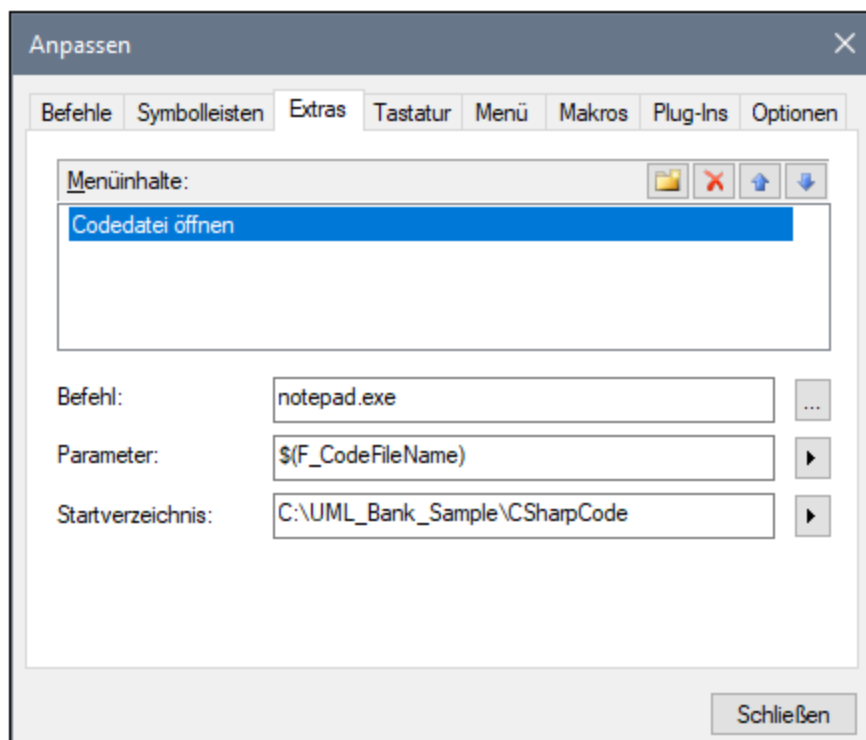 Anpassen
Befehle Symbolleisten Extras Tastatur Menü Makros Plug-Ins Optionen
Menüinhalte:
Codedatei öffnen
Befehl: notepad.exe ...
Parameter: $(F_CodeFileName)
Startverzeichnis: C:\UML_Bank_Sample\CSharpCode
Schließen